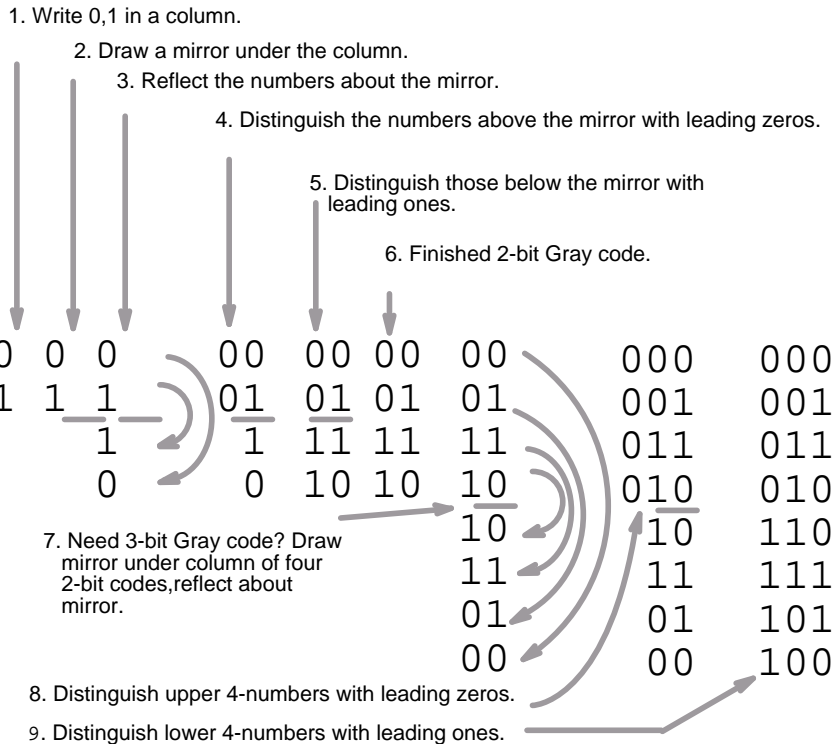 1. Write 0,1 in a column.
2. Draw a mirror under the column.
3. Reflect the numbers about the mirror.
4. Distinguish the numbers above the mirror with leading zeros.
5. Distinguish those below the mirror with
leading ones.
6. Finished 2-bit Gray code.
0 0 0 00 00 00 00 000 000
1 1 1 01 01 01 01 001 001
1 1 11 11 11 011 011
0 0 10 10 10 010 010
10 10 110
11 11 111
01 01 101
00 00 100
7. Need 3-bit Gray code? Draw
mirror under column of four
2-bit codes,reflect about
mirror.
8. Distinguish upper 4-numbers with leading zeros.
9. Distinguish lower 4-numbers with leading ones.